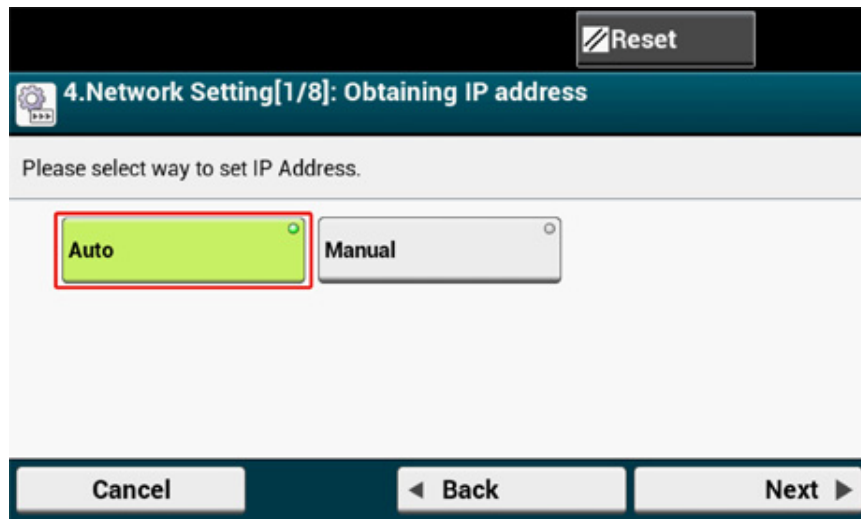 Reset
4.Network Setting[1/8]: Obtaining IP address
Please select way to set IP Address.
Auto Manual
Cancel ◀ Back Next ▶